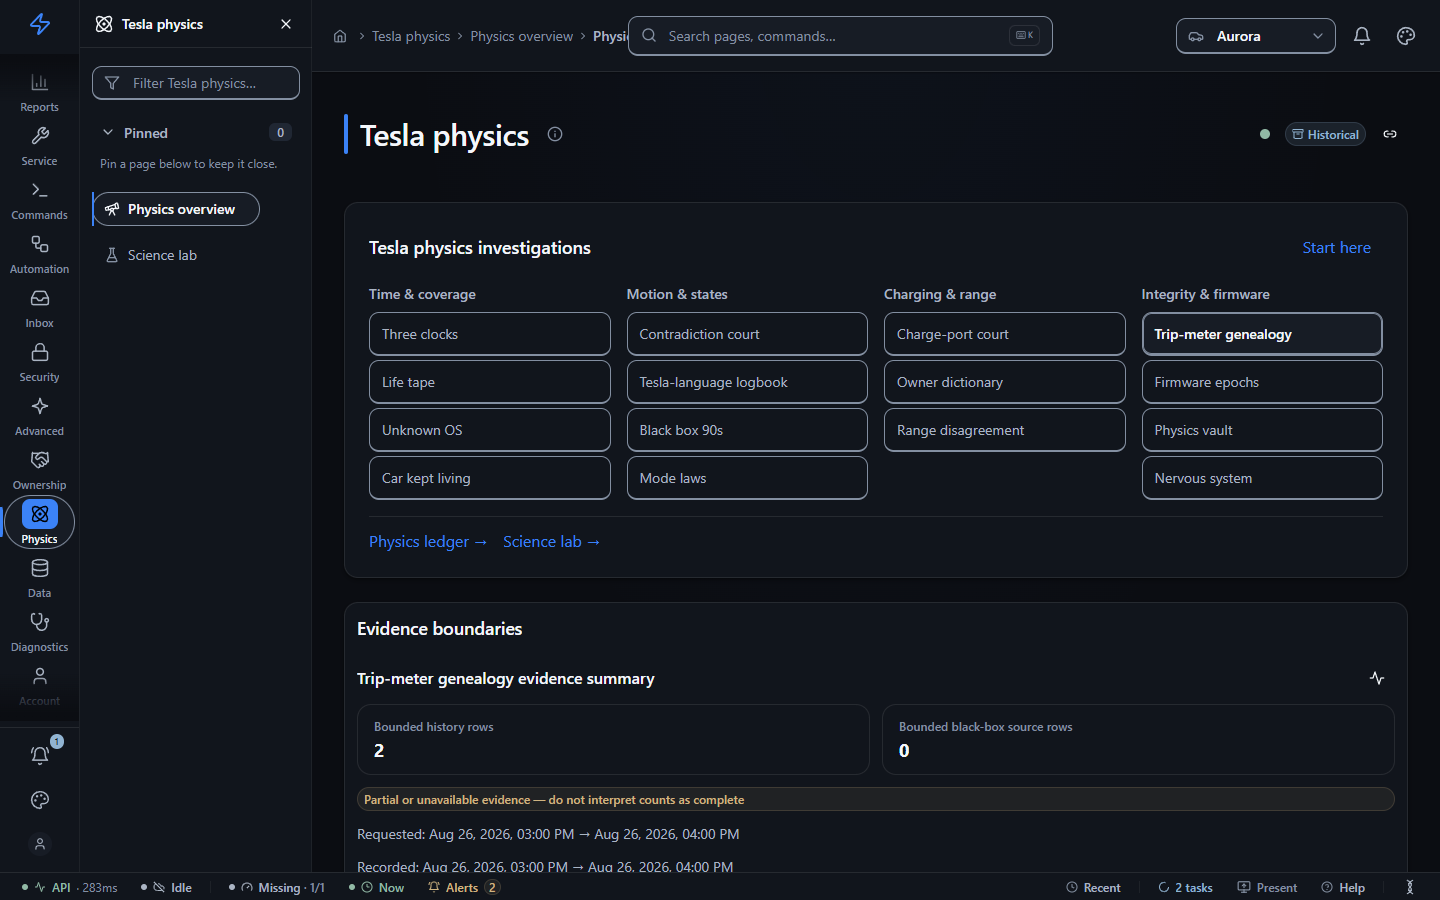 Reports
Service
Commands
Automation
Inbox
Security
Advanced
Ownership
Physics
Data
Diagnostics
Account
1
Tesla physics
Filter Tesla physics...
Pinned 0
Pin a page below to keep it close.
Physics overview
Science lab
Tesla physics > Physics overview >
Search pages, commands... K
Aurora
Tesla physics
Historical
Tesla physics investigations
Start here
Time & coverage
Three clocks
Life tape
Unknown OS
Car kept living
Motion & states
Contradiction court
Tesla-language logbook
Black box 90s
Mode laws
Charging & range
Charge-port court
Owner dictionary
Range disagreement
Integrity & firmware
Trip-meter genealogy
Firmware epochs
Physics vault
Nervous system
Physics ledger → Science lab →
Evidence boundaries
Trip-meter genealogy evidence summary
Bounded history rows
2
Bounded black-box source rows
0
Partial or unavailable evidence — do not interpret counts as complete
Requested: Aug 26, 2026, 03:00 PM → Aug 26, 2026, 04:00 PM
Recorded: Aug 26, 2026, 03:00 PM → Aug 26, 2026, 04:00 PM
API · 283ms Idle Missing · 1/1 Now Alerts 2 Recent 2 tasks Present Help